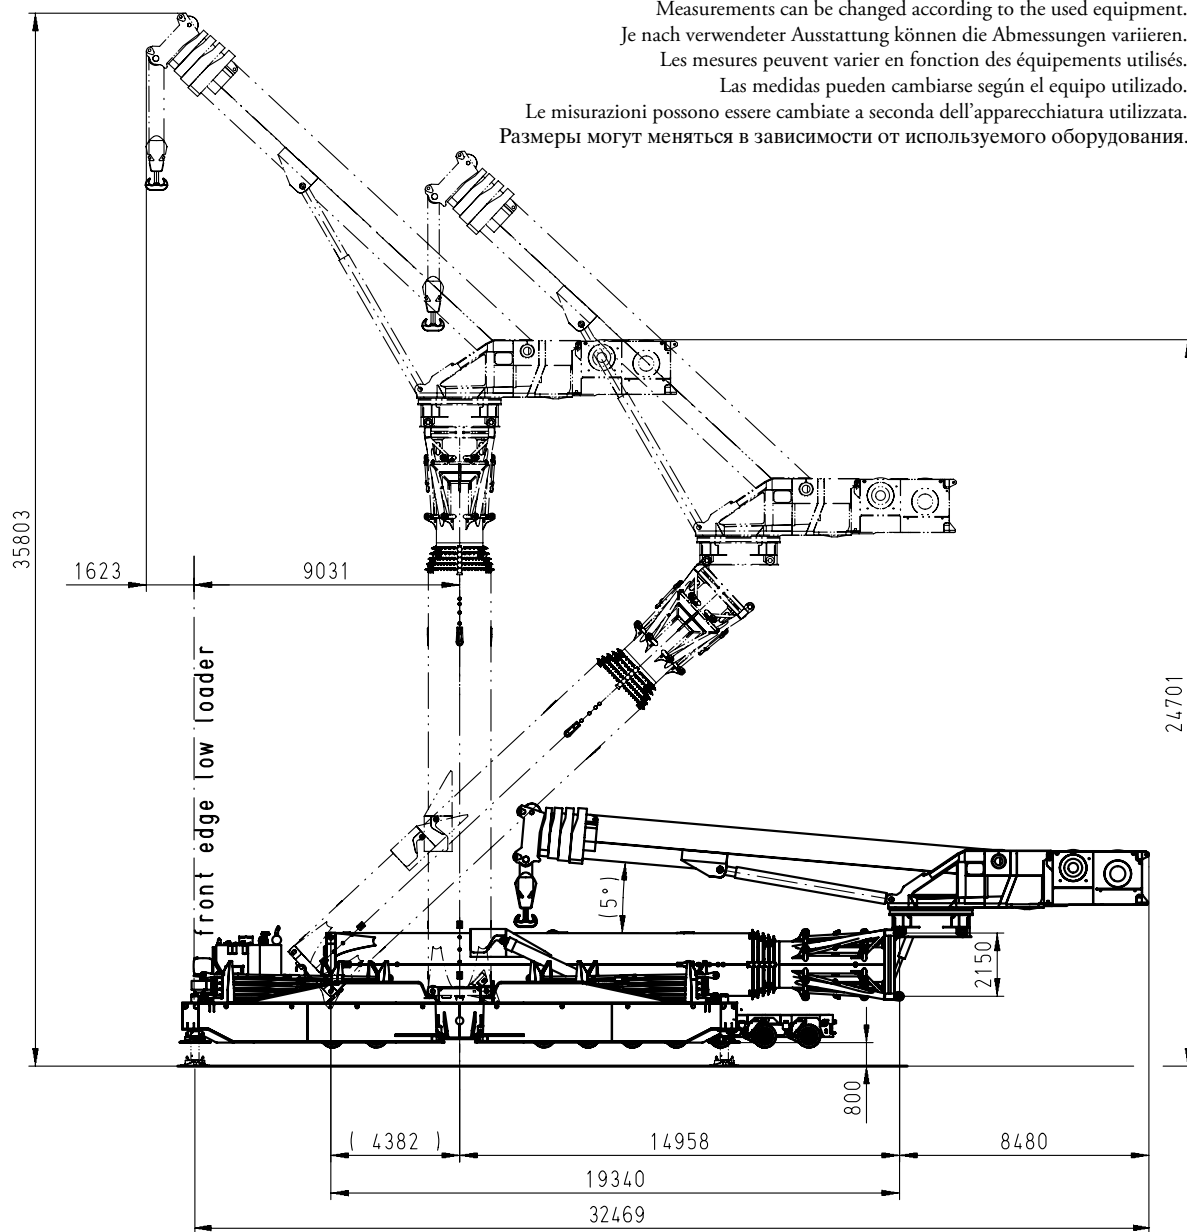 Measurements can be changed according to the used equipment.
Je nach verwendeter Ausstattung können die Abmessungen variieren.
Les mesures peuvent varier en fonction des équipements utilisés.
Las medidas pueden cambiarse según el equipo utilizado.
Le misurazioni possono essere cambiate a seconda dell'apparecchiatura utilizzata.
Размеры могут меняться в зависимости от используемого оборудования.
35803
1623
9031
front edge low loader
24701
(5°)
2150
800
( 4382 )
14958
8480
19340
32469